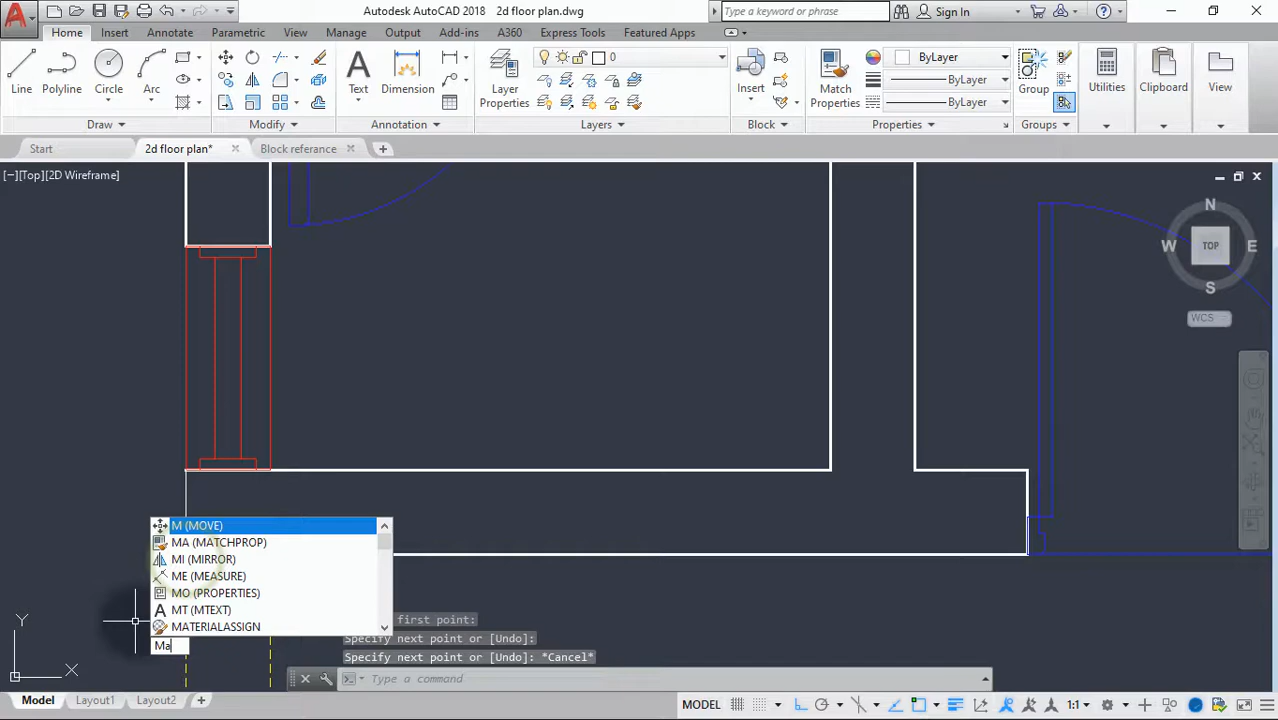 Autodesk AutoCAD 2018 2d floor plan.dwg
Type a keyword or phrase
Sign In
Home Insert Annotate Parametric View Manage Output Add-ins A360 Express Tools Featured Apps
Line Polyline Circle Arc
Text Dimension
Layer Properties
0
Insert
Match Properties
ByLayer
ByLayer
ByLayer
Group
Utilities
Clipboard
View
Draw Modify Annotation Layers Block Properties Groups
Start 2d floor plan* Block referance
[−][Top][2D Wireframe]
N
W TOP E
S
WCS
M (MOVE)
MA (MATCHPROP)
MI (MIRROR)
ME (MEASURE)
MO (PROPERTIES)
MT (MTEXT)
MATERIALASSIGN
Ma
Y
X
first point:
Specify next point or [Undo]:
Specify next point or [Undo]: *Cancel*
Type a command
Model Layout1 Layout2
MODEL
1:1